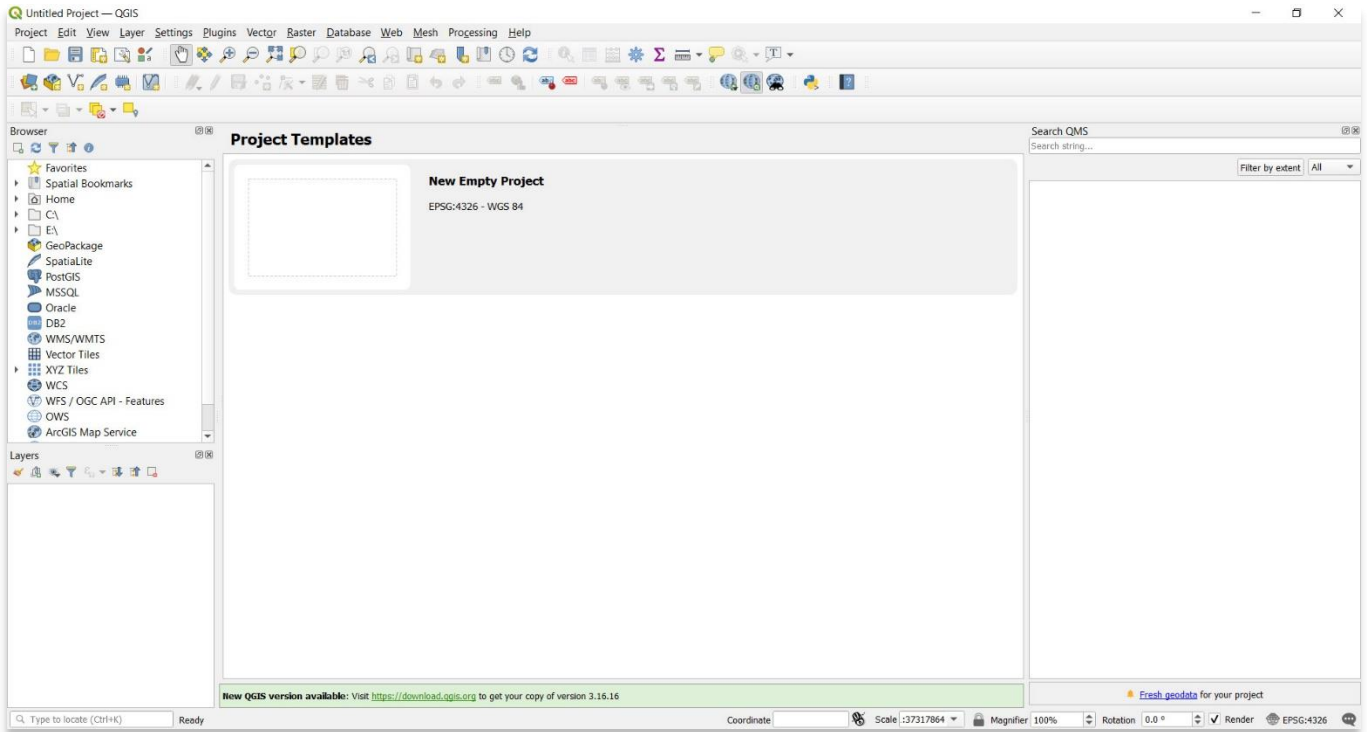 Untitled Project — QGIS
Project Edit View Layer Settings Plugins Vector Raster Database Web Mesh Processing Help
Browser
Favorites
Spatial Bookmarks
Home
C:\
E:\
GeoPackage
SpatiaLite
PostGIS
MSSQL
Oracle
DB2
WMS/WMTS
Vector Tiles
XYZ Tiles
WCS
WFS / OGC API - Features
OWS
ArcGIS Map Service
Layers
Project Templates
New Empty Project
EPSG:4326 - WGS 84
New QGIS version available: Visit https://download.qgis.org to get your copy of version 3.16.16
Search QMS
Search string...
Filter by extent All
Fresh geodata for your project
Type to locate (Ctrl+K) Ready Coordinate Scale :37317864 Magnifier 100% Rotation 0.0 ° Render EPSG:4326